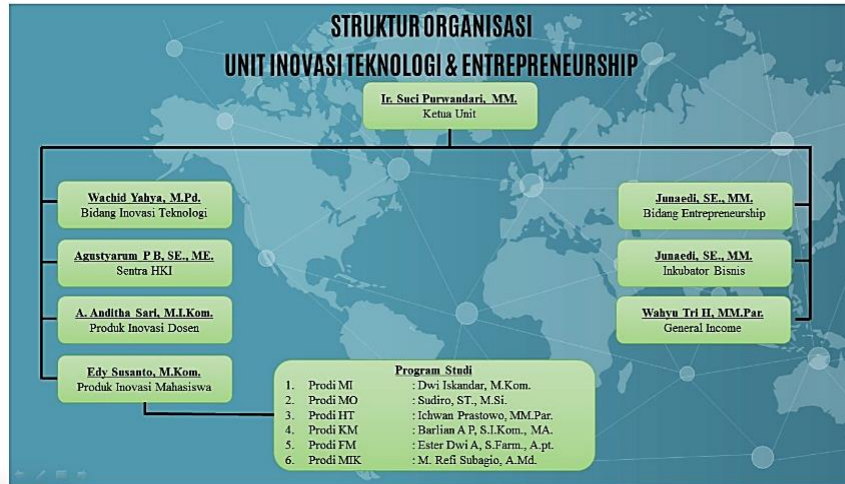 STRUKTUR ORGANISASI
UNIT INOVASI TEKNOLOGI & ENTREPRENEURSHIP
Ir. Suci Purwandari, MM.
Ketua Unit
Wachid Yahya, M.Pd.
Bidang Inovasi Teknologi
Agustyarum P B, SE., ME.
Sentra HKI
A. Anditha Sari, M.I.Kom.
Produk Inovasi Dosen
Edy Susanto, M.Kom.
Produk Inovasi Mahasiswa
Junaedi, SE., MM.
Bidang Entrepreneurship
Junaedi, SE., MM.
Inkubator Bisnis
Wahyu Tri H, MM.Par.
General Income
Program Studi
1. Prodi MI : Dwi Iskandar, M.Kom.
2. Prodi MO : Sudiro, ST., M.Si.
3. Prodi HT : Ichwan Prastowo, MM.Par.
4. Prodi KM : Barlian A P, S.I.Kom., MA.
5. Prodi FM : Ester Dwi A, S.Farm., A.pt.
6. Prodi MIK : M. Refi Subagio, A.Md.